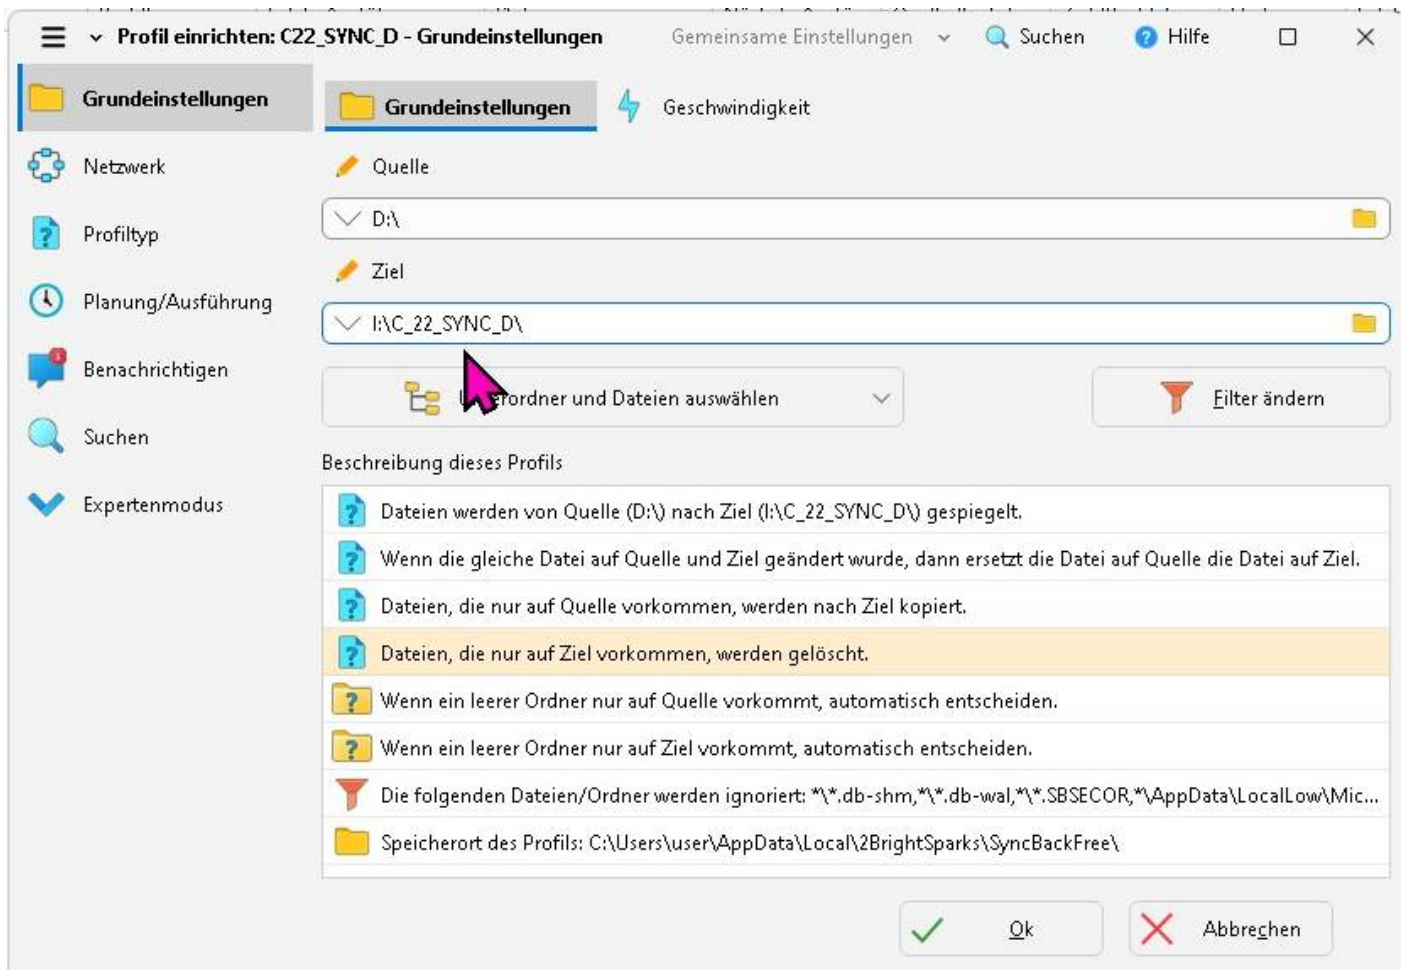 Profil einrichten: C22_SYNC_D - Grundeinstellungen Gemeinsame Einstellungen Suchen Hilfe
Grundeinstellungen
Netzwerk
Profiltyp
Planung/Ausführung
Benachrichtigen
Suchen
Expertenmodus
Grundeinstellungen Geschwindigkeit
Quelle
D:\
Ziel
I:\C_22_SYNC_D\
und Dateien auswählen Filter ändern
Beschreibung dieses Profils
Dateien werden von Quelle (D:\) nach Ziel (I:\C_22_SYNC_D\) gespiegelt.
Wenn die gleiche Datei auf Quelle und Ziel geändert wurde, dann ersetzt die Datei auf Quelle die Datei auf Ziel.
Dateien, die nur auf Quelle vorkommen, werden nach Ziel kopiert.
Dateien, die nur auf Ziel vorkommen, werden gelöscht.
Wenn ein leerer Ordner nur auf Quelle vorkommt, automatisch entscheiden.
Wenn ein leerer Ordner nur auf Ziel vorkommt, automatisch entscheiden.
Die folgenden Dateien/Ordner werden ignoriert: *\*.db-shm,*\*.db-wal,*\*.SBSECOR,*\AppData\LocalLow\Mic...
Speicherort des Profils: C:\Users\user\AppData\Local\2BrightSparks\SyncBackFree\
Ok Abbrechen